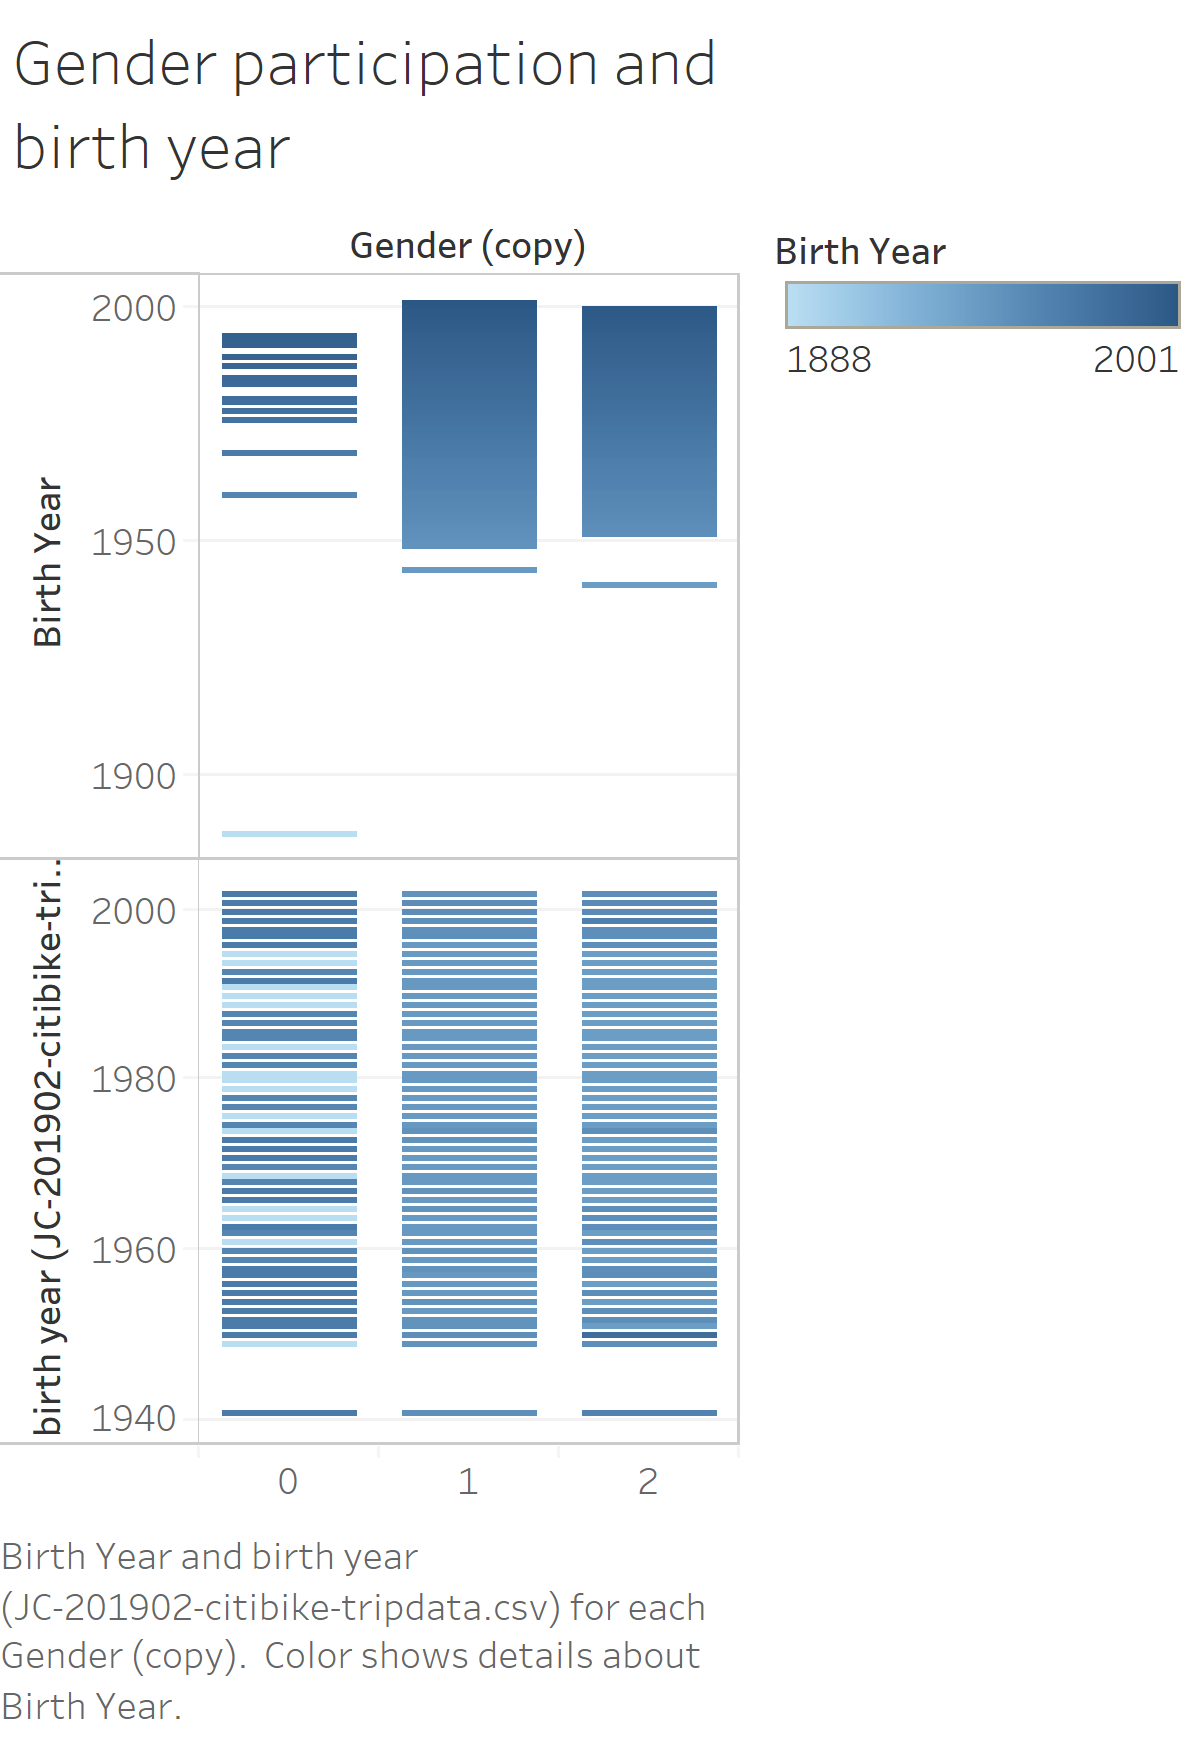 Gender participation and
birth year
Gender (copy)
Birth Year
1888 2001
Birth Year
2000
1950
1900
birth year (JC-201902-citibike-tri..
2000
1980
1960
1940
0 1 2
Birth Year and birth year
(JC-201902-citibike-tripdata.csv) for each
Gender (copy).  Color shows details about
Birth Year.